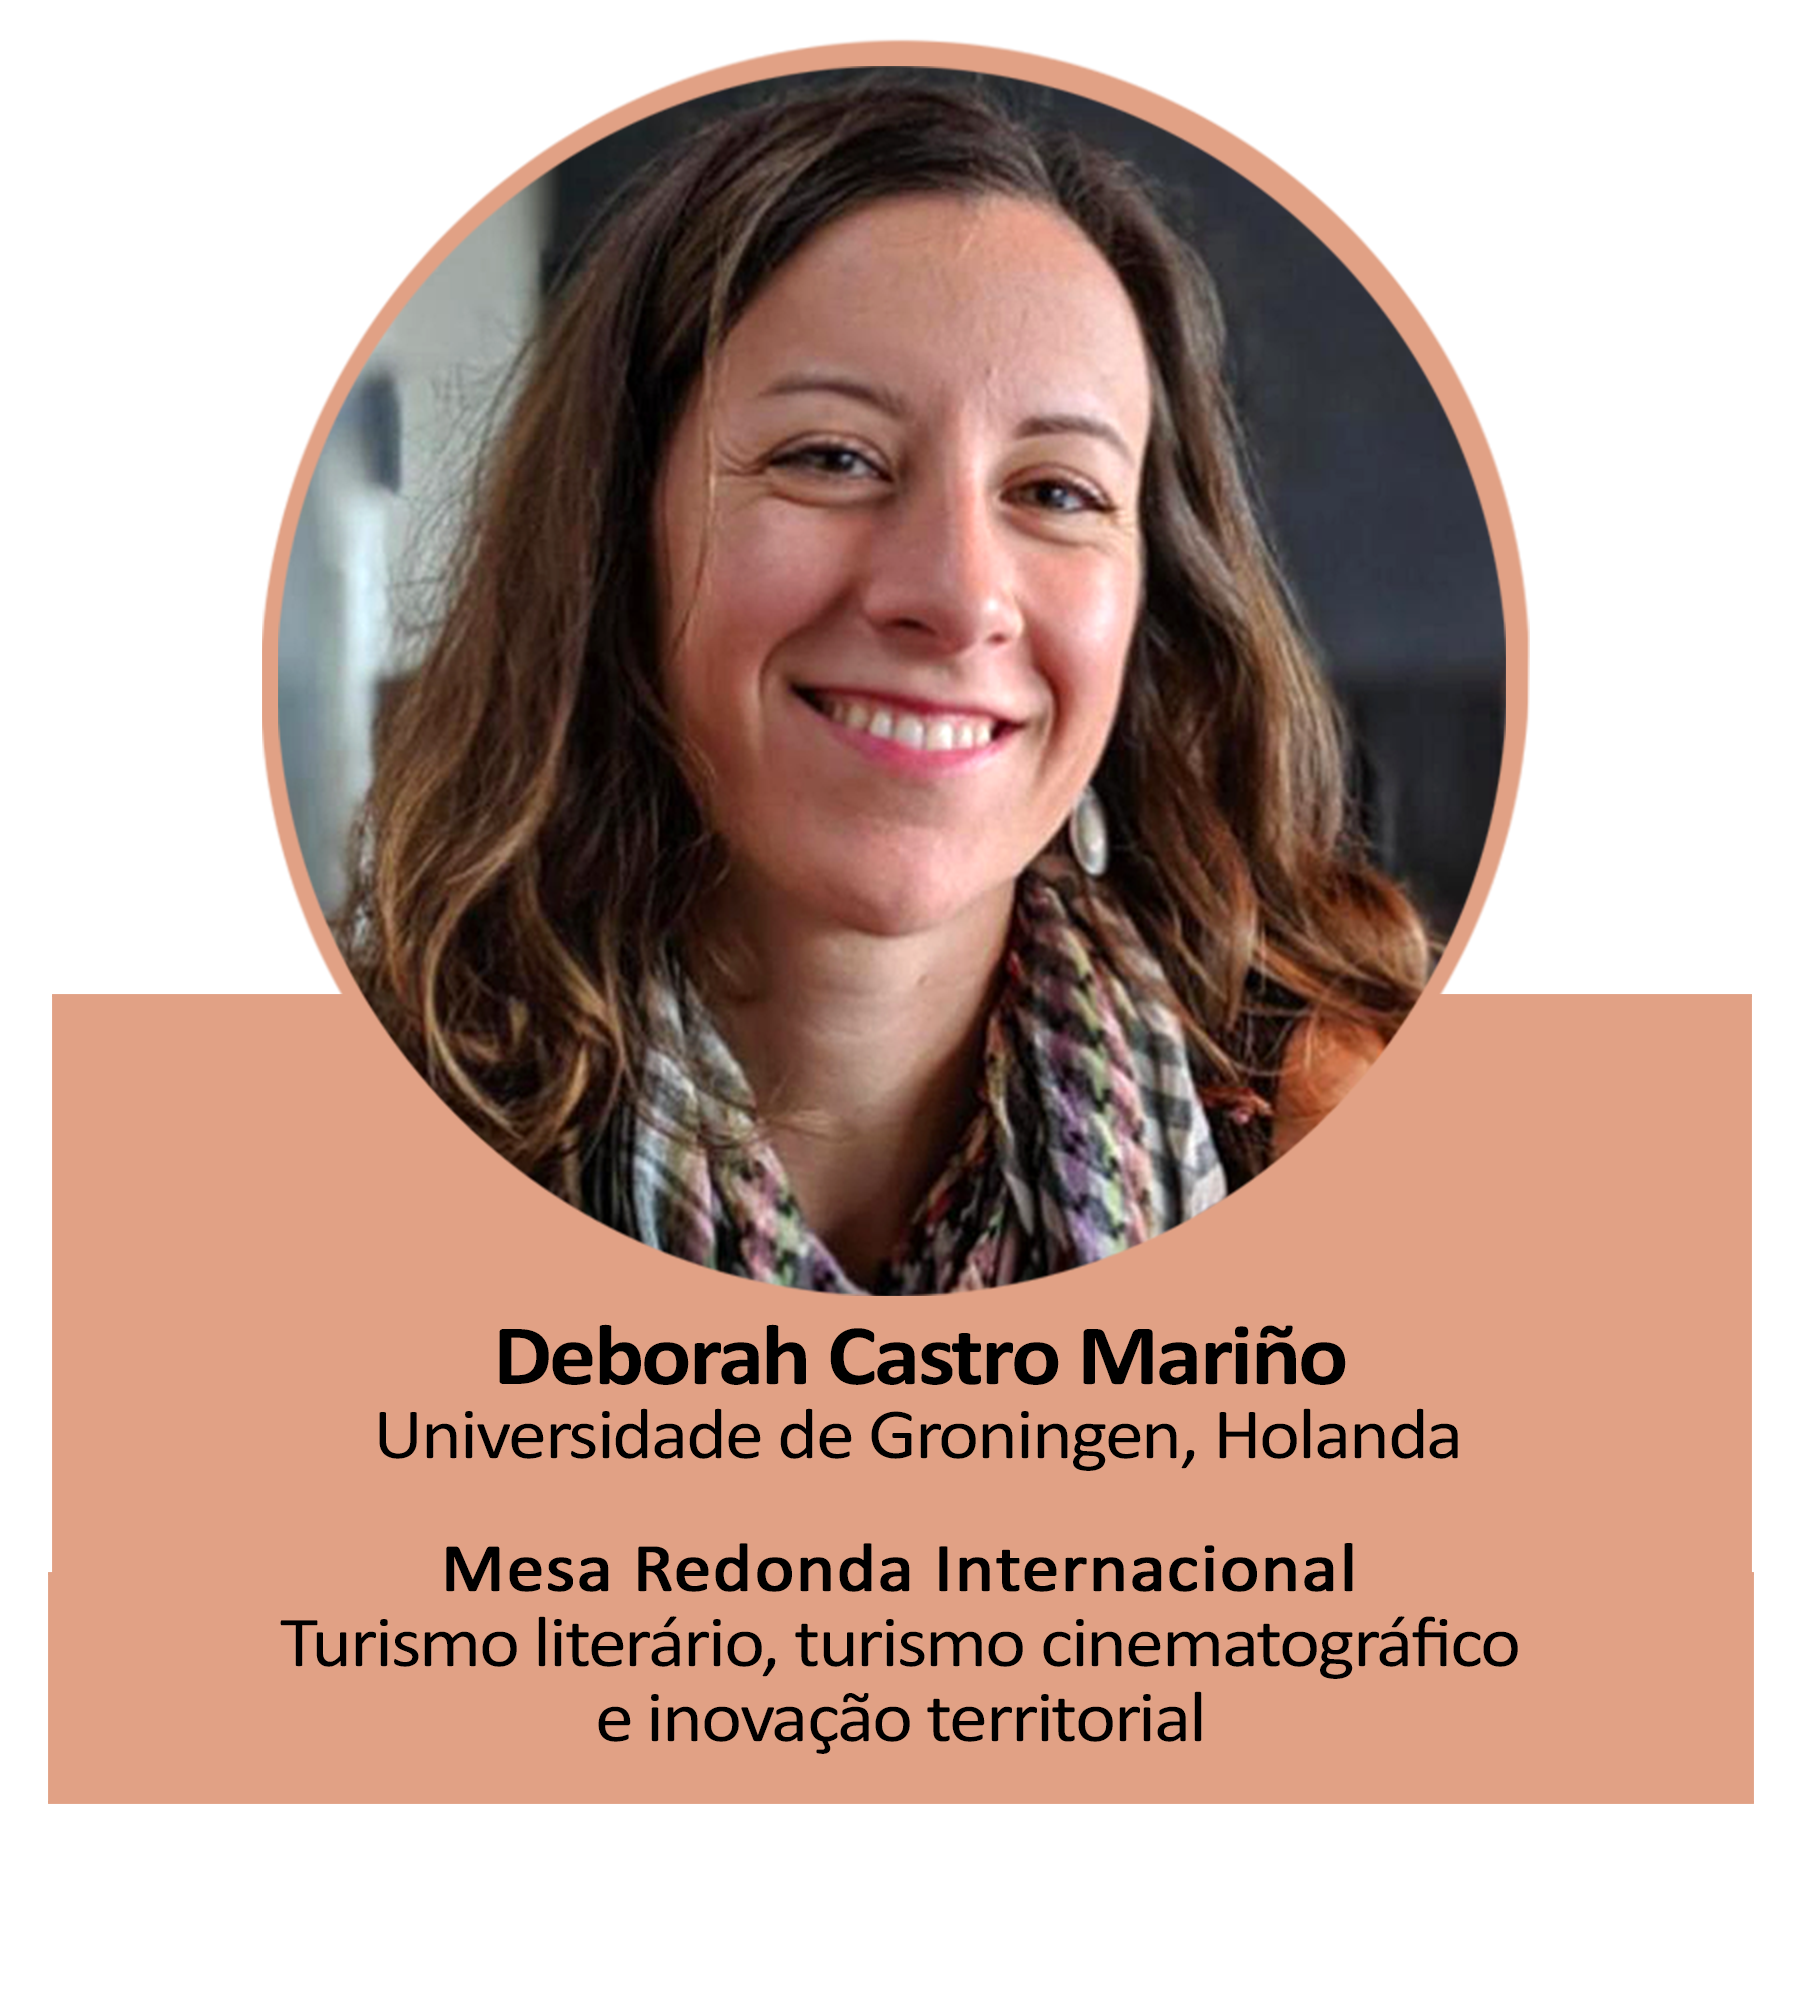 Deborah Castro Mariño
Universidade de Groningen, Holanda
Mesa Redonda Internacional
Turismo literário, turismo cinematográfico
e inovação territorial